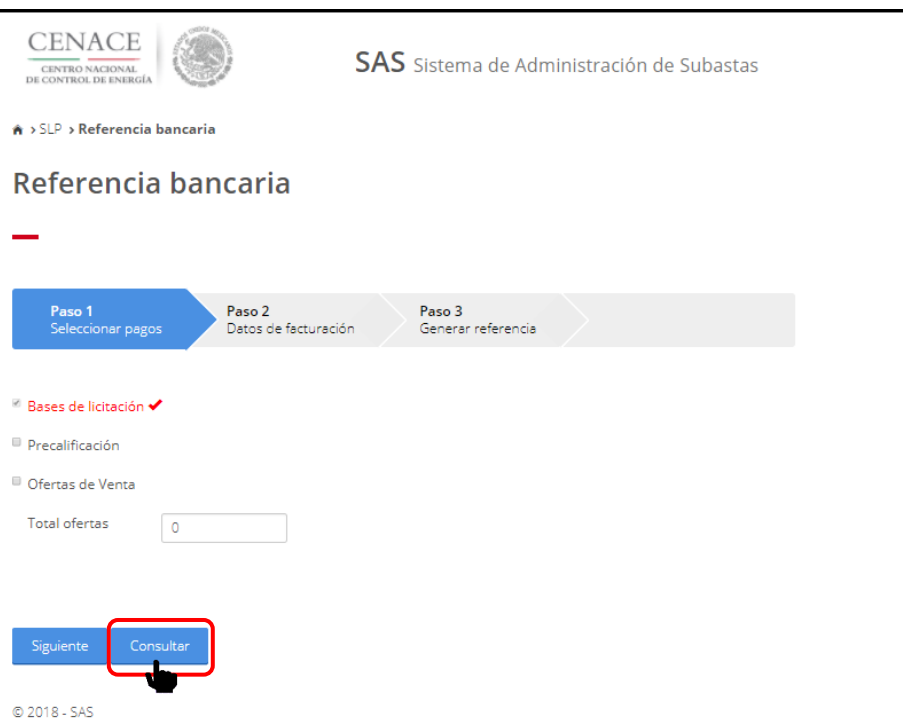 CENACE
CENTRO NACIONAL
DE CONTROL DE ENERGÍA
SAS Sistema de Administración de Subastas
SLP > Referencia bancaria
Referencia bancaria
Paso 1
Seleccionar pagos
Paso 2
Datos de facturación
Paso 3
Generar referencia
Bases de licitación
Precalificación
Ofertas de Venta
Total ofertas 0
Siguiente Consultar
© 2018 - SAS